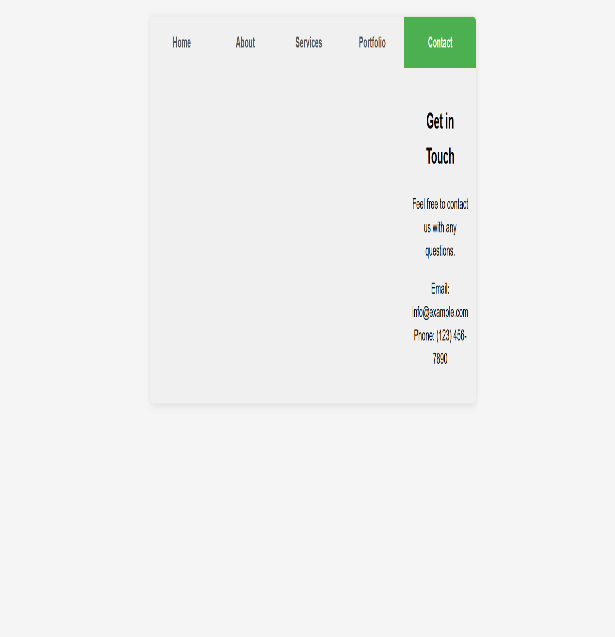 Home
About
Services
Portfolio
Contact
Get in
Touch
Feel free to contact
us with any
questions.
Email:
info@example.com
Phone: (123) 456-
7890